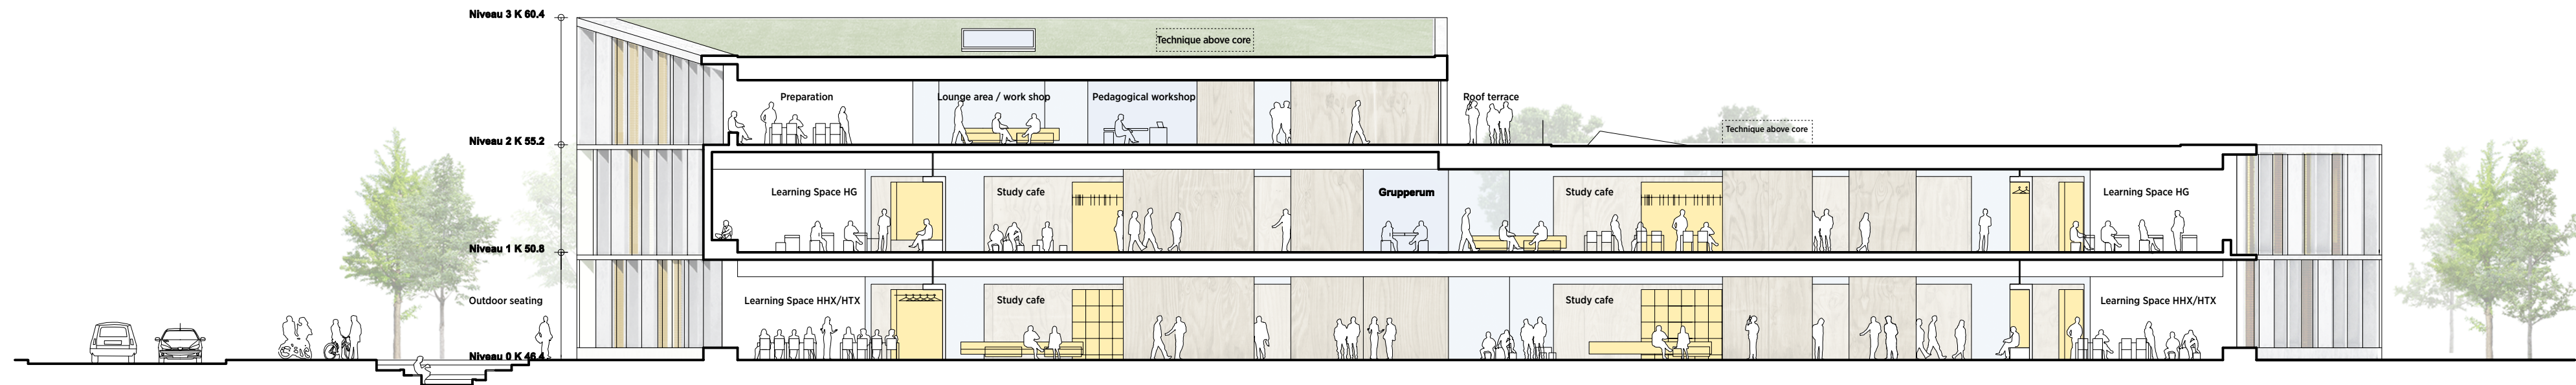 Niveau 3 K 60.4
Technique above core
Preparation
Lounge area / work shop
Pedagogical workshop
Roof terrace
Technique above core
Niveau 2 K 55.2
Learning Space HG
Study cafe
Grupperum
Study cafe
Learning Space HG
Niveau 1 K 50.8
Outdoor seating
Learning Space HHX/HTX
Study cafe
Study cafe
Learning Space HHX/HTX
Niveau 0 K 46.4